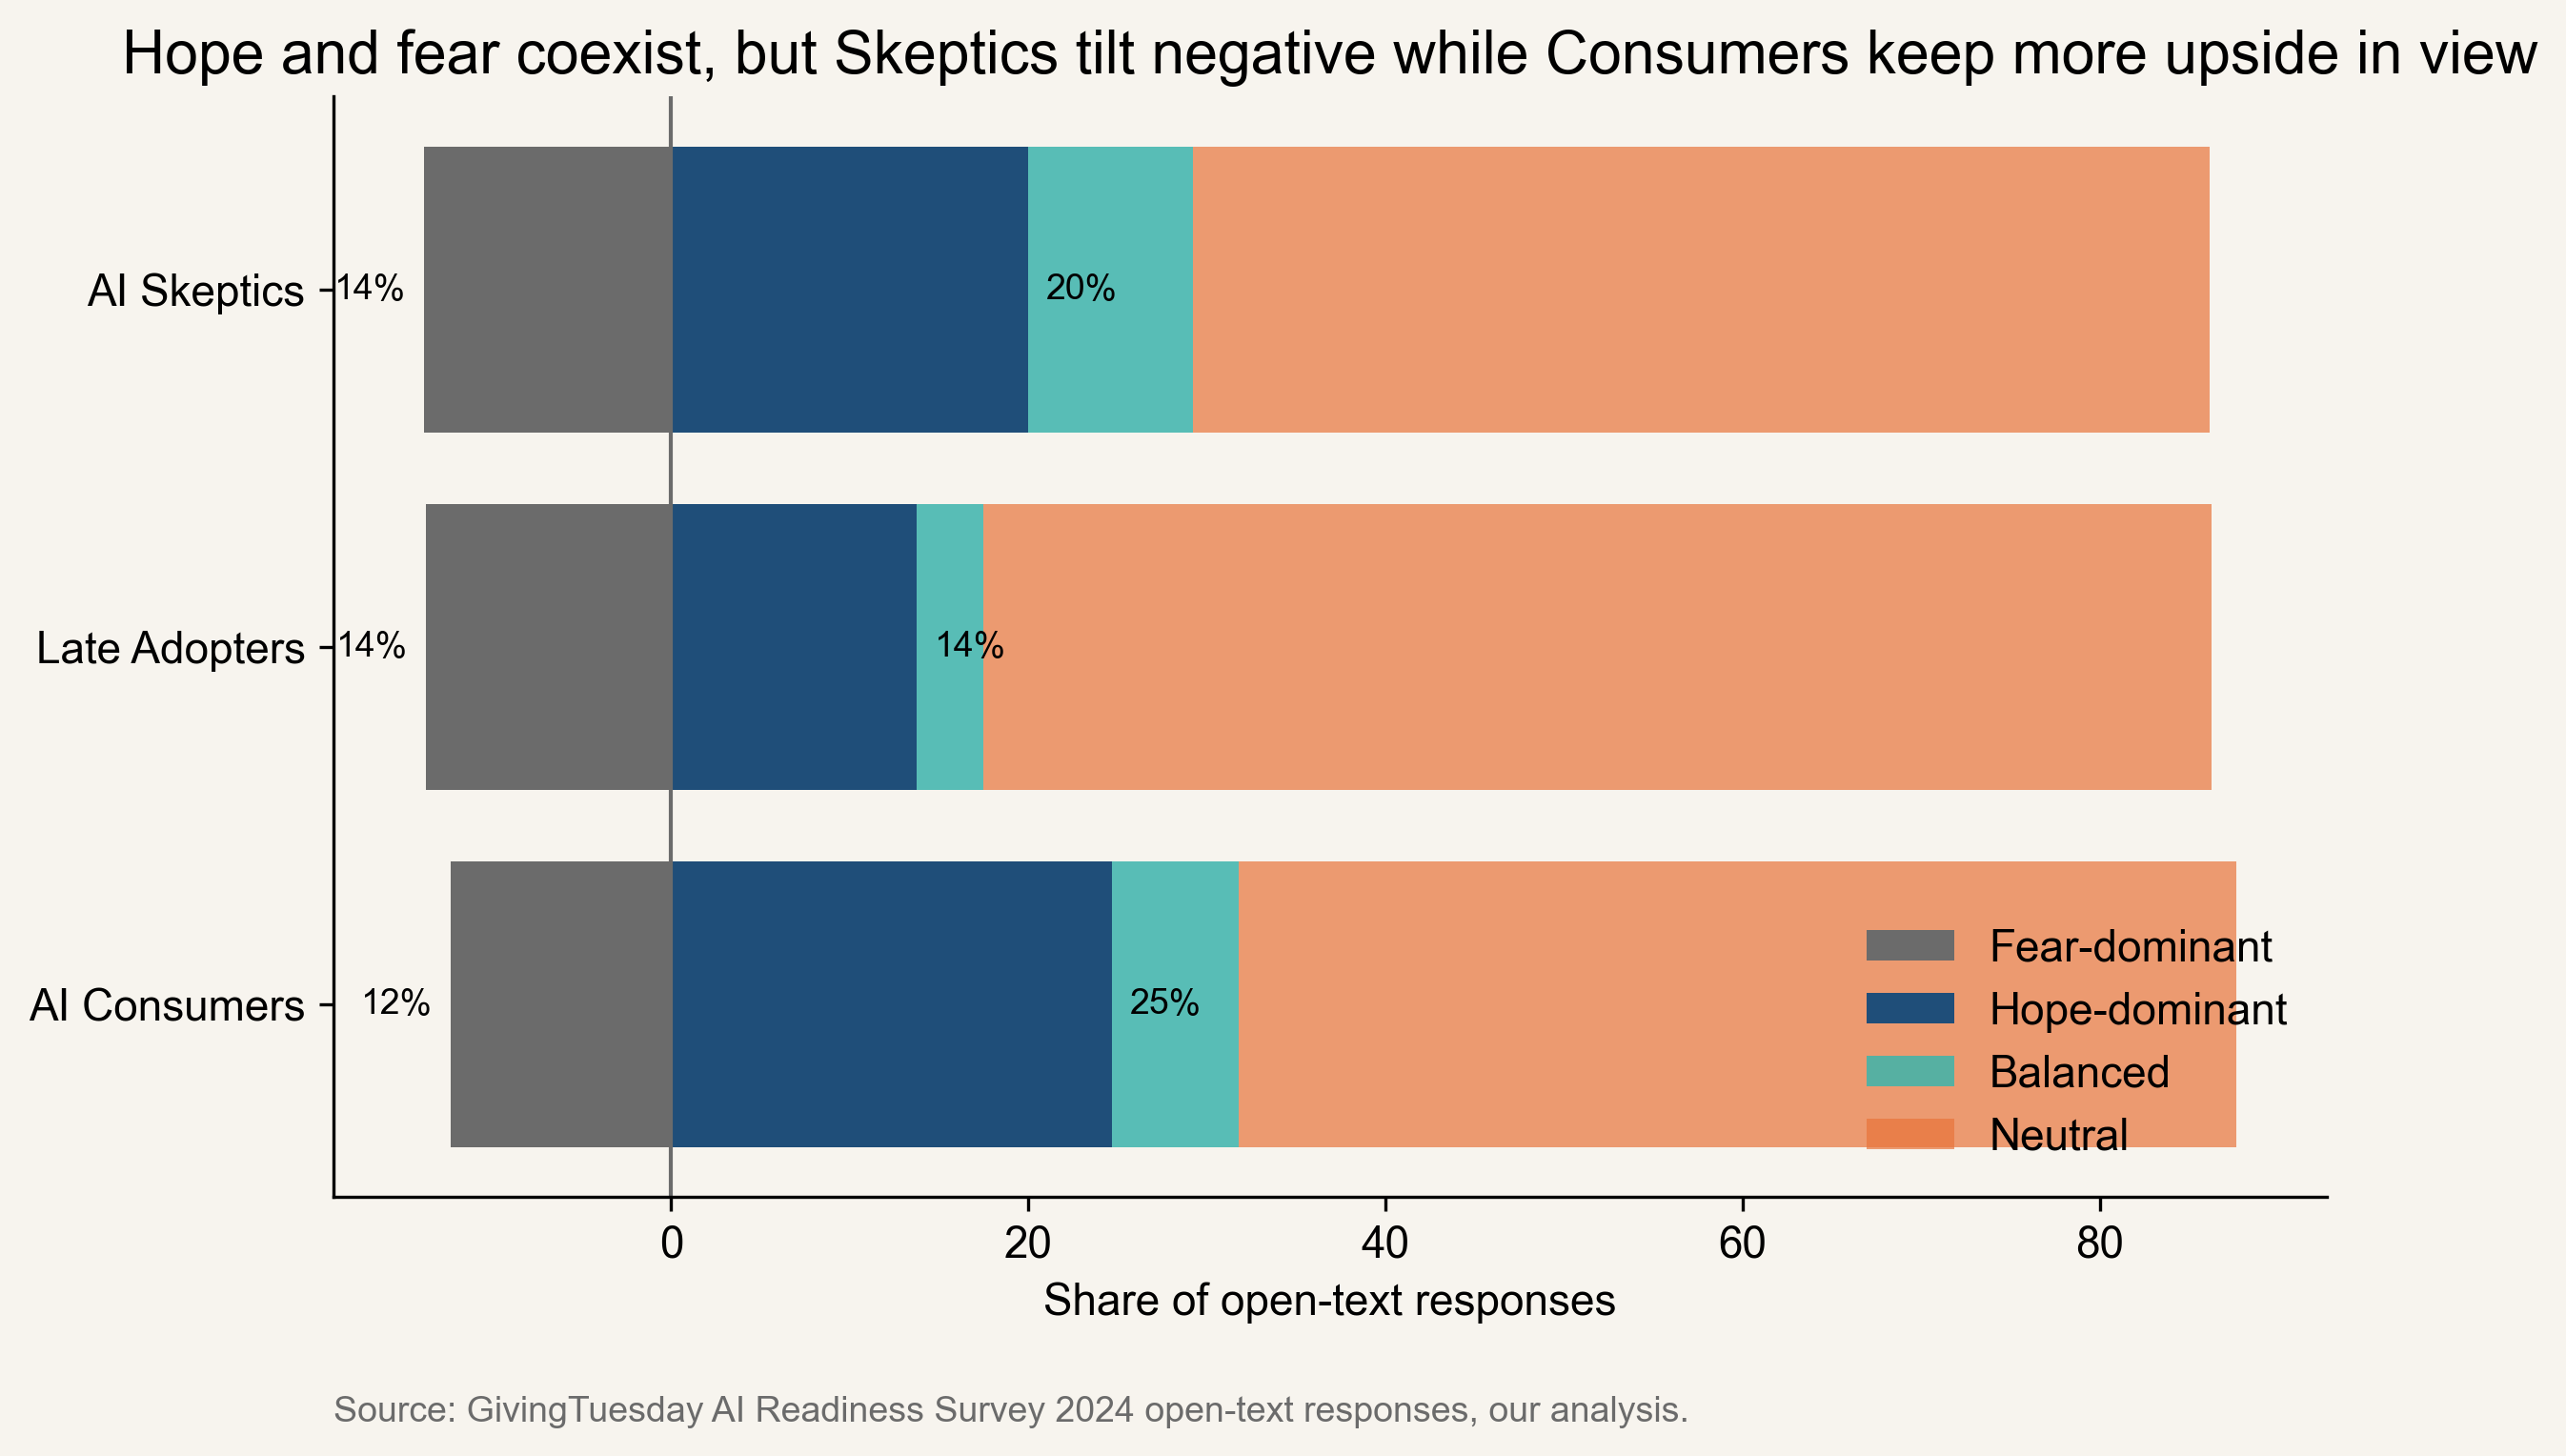 Hope and fear coexist, but Skeptics tilt negative while Consumers keep more upside in view
AI Skeptics
14%
20%
Late Adopters
14%
14%
AI Consumers
12%
25%
Fear-dominant
Hope-dominant
Balanced
Neutral
0
20
40
60
80
Share of open-text responses
Source: GivingTuesday AI Readiness Survey 2024 open-text responses, our analysis.